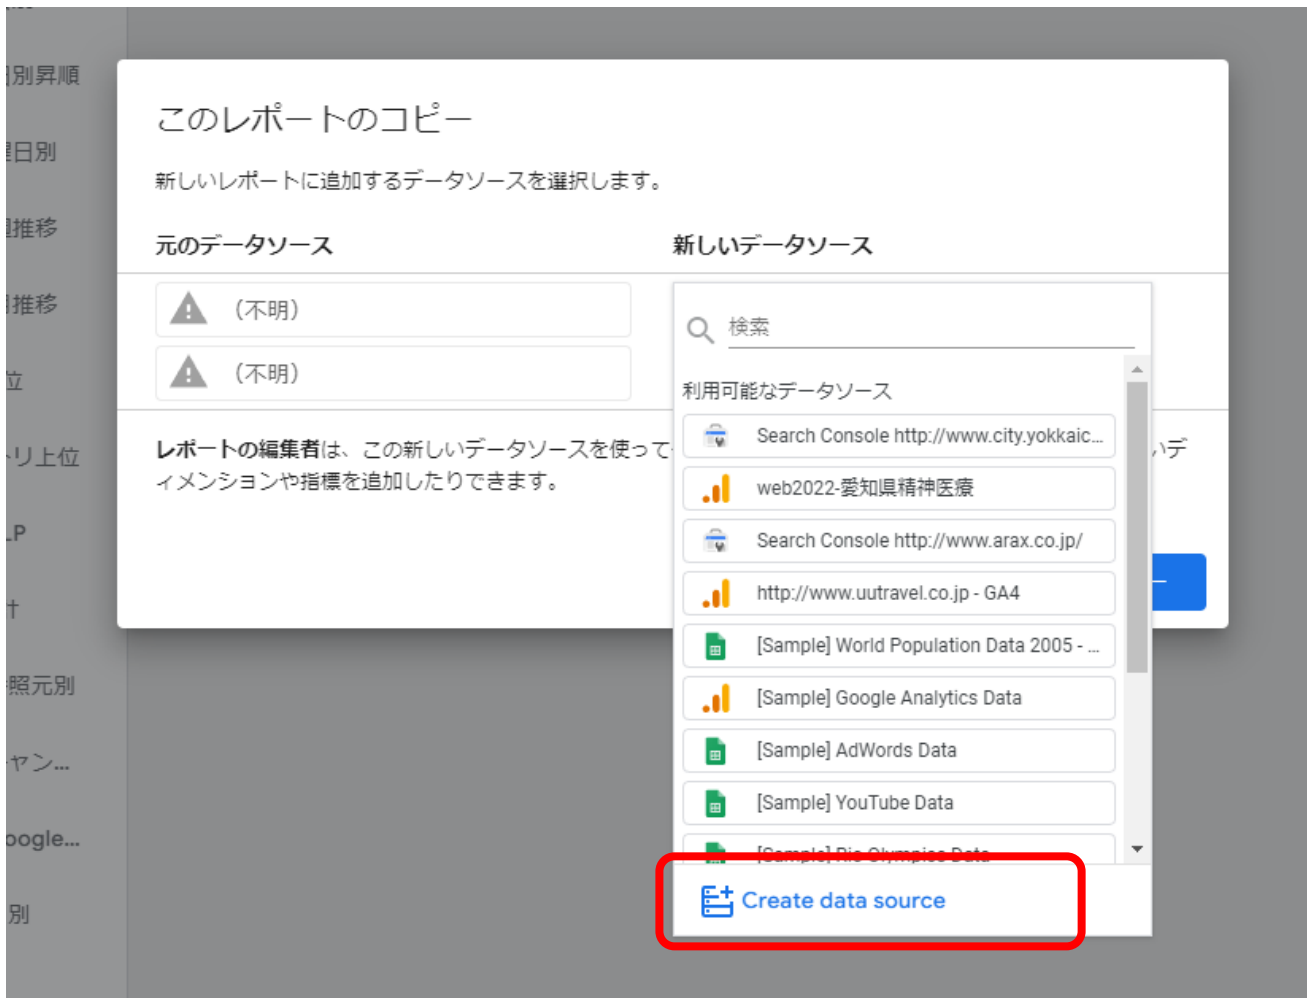 別昇順
日別
推移
推移
位
トリ上位
LP
照元別
ャン...
oogle...
別
このレポートのコピー
新しいレポートに追加するデータソースを選択します。
元のデータソース
新しいデータソース
（不明）
（不明）
レポートの編集者は、この新しいデータソースを使って
いデ
ィメンションや指標を追加したりできます。
検索
利用可能なデータソース
Search Console http://www.city.yokkaic...
web2022-愛知県精神医療
Search Console http://www.arax.co.jp/
http://www.uutravel.co.jp - GA4
[Sample] World Population Data 2005 - ...
[Sample] Google Analytics Data
[Sample] AdWords Data
[Sample] YouTube Data
[Sample] Rio Olympics Data
Create data source
ー